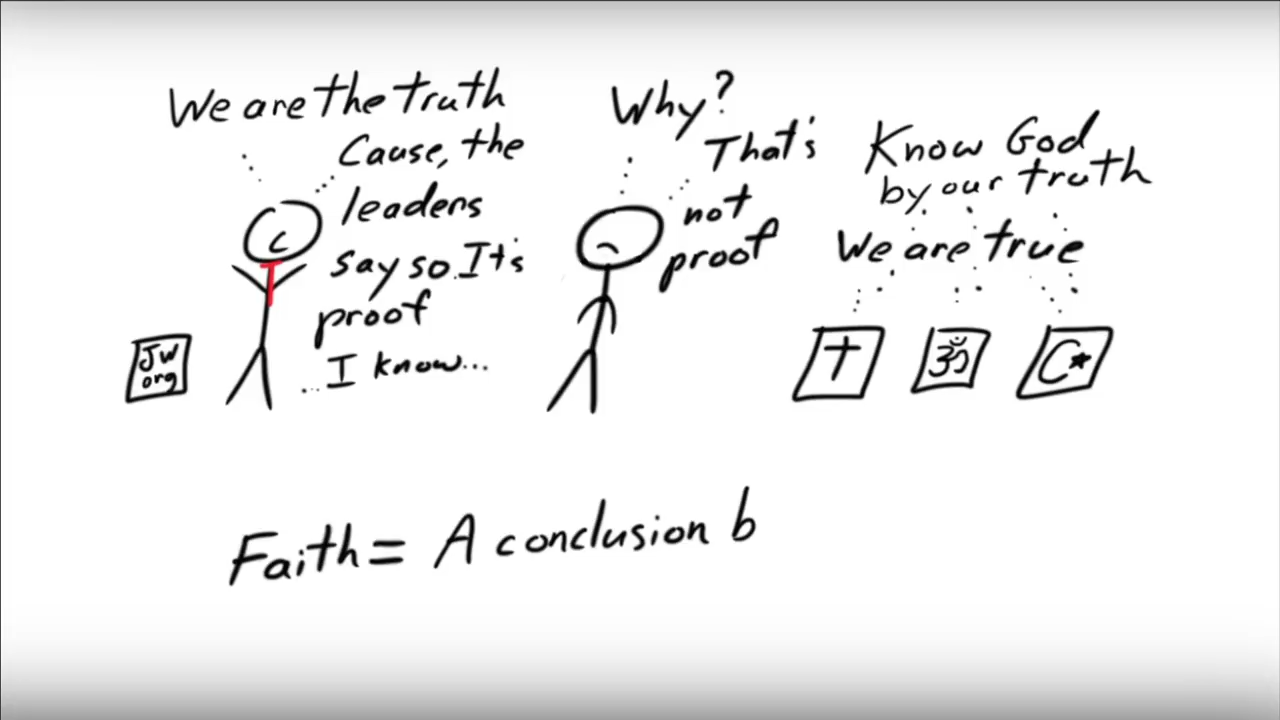 We are the truth
Cause, the
leaders
say so. It's
proof
... I know...
JW
org
Why?
That's
not
proof
Know God
by our truth
We are true
ॐ
Faith = A conclusion b